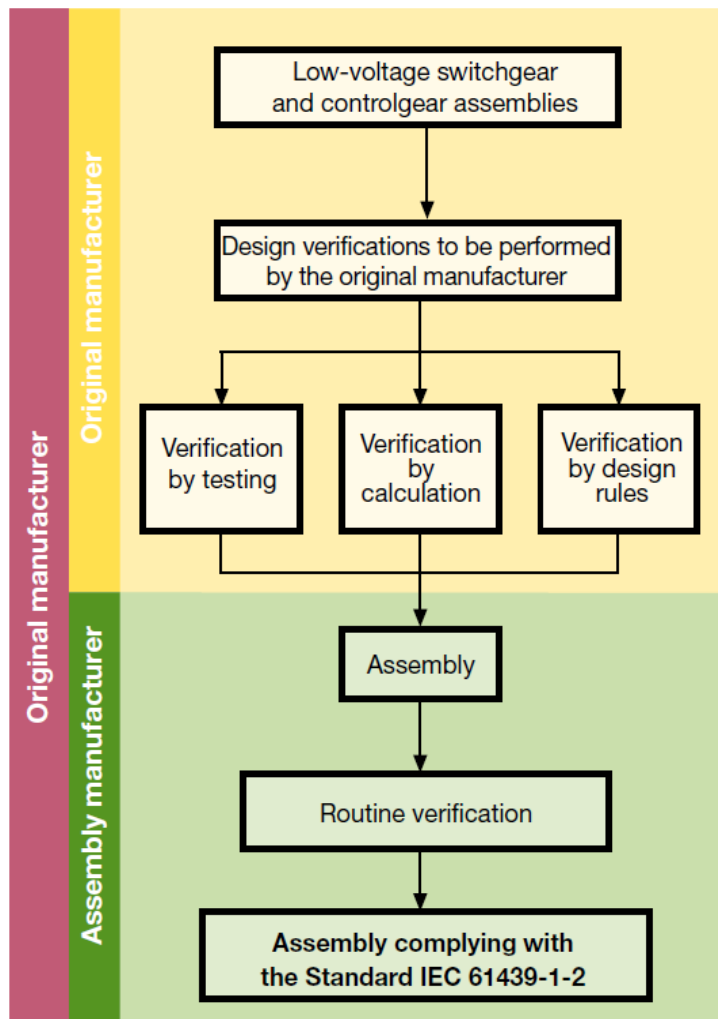 Original manufacturer
Original manufacturer
Assembly manufacturer
Low-voltage switchgear
and controlgear assemblies
Design verifications to be performed
by the original manufacturer
Verification
by testing
Verification
by
calculation
Verification
by design
rules
Assembly
Routine verification
Assembly complying with
the Standard IEC 61439-1-2